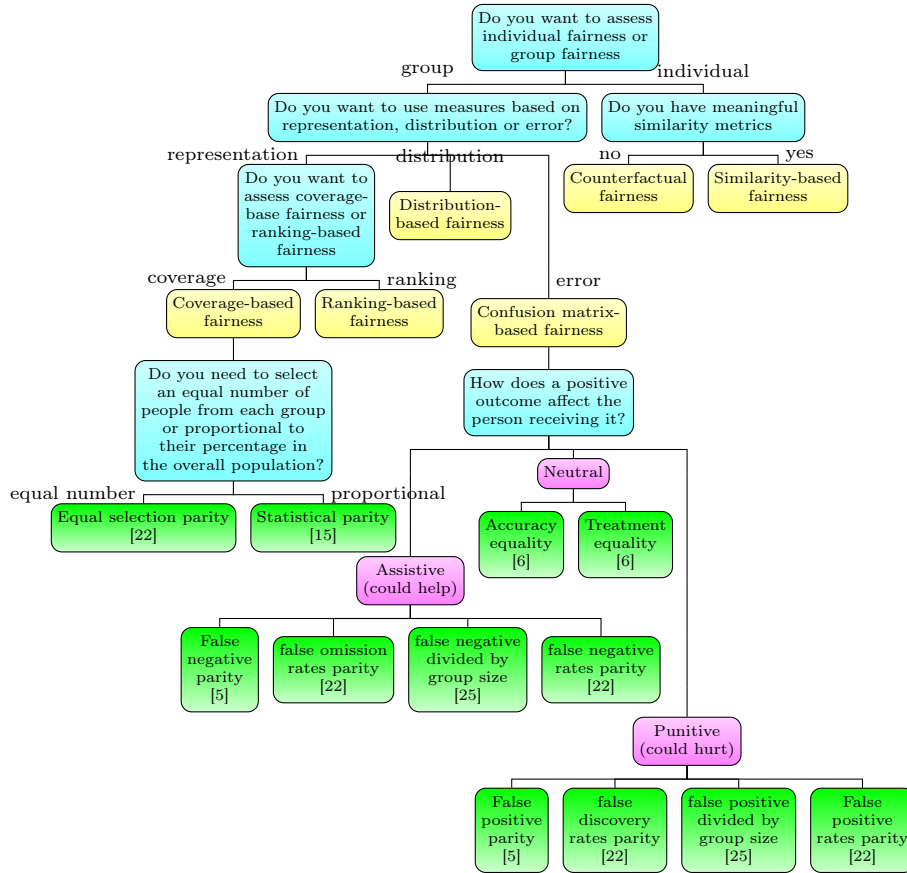 Do you want to assess
individual fairness or
group fairness
group
individual
Do you want to use measures based on
representation, distribution or error?
Do you have meaningful
similarity metrics
representation
distribution
no
yes
Do you want to
assess coverage-
base fairness or
ranking-based
fairness
Distribution-
based fairness
Counterfactual
fairness
Similarity-based
fairness
coverage
ranking
error
Coverage-based
fairness
Ranking-based
fairness
Confusion matrix-
based fairness
Do you need to select
an equal number of
people from each group
or proportional to
their percentage in
the overall population?
How does a positive
outcome affect the
person receiving it?
equal number
proportional
Neutral
Equal selection parity
[22]
Statistical parity
[15]
Accuracy
equality
[6]
Treatment
equality
[6]
Assistive
(could help)
False
negative
parity
[5]
false omission
rates parity
[22]
false negative
divided by
group size
[25]
false negative
rates parity
[22]
Punitive
(could hurt)
False
positive
parity
[5]
false
discovery
rates parity
[22]
false positive
divided by
group size
[25]
False
positive
rates parity
[22]